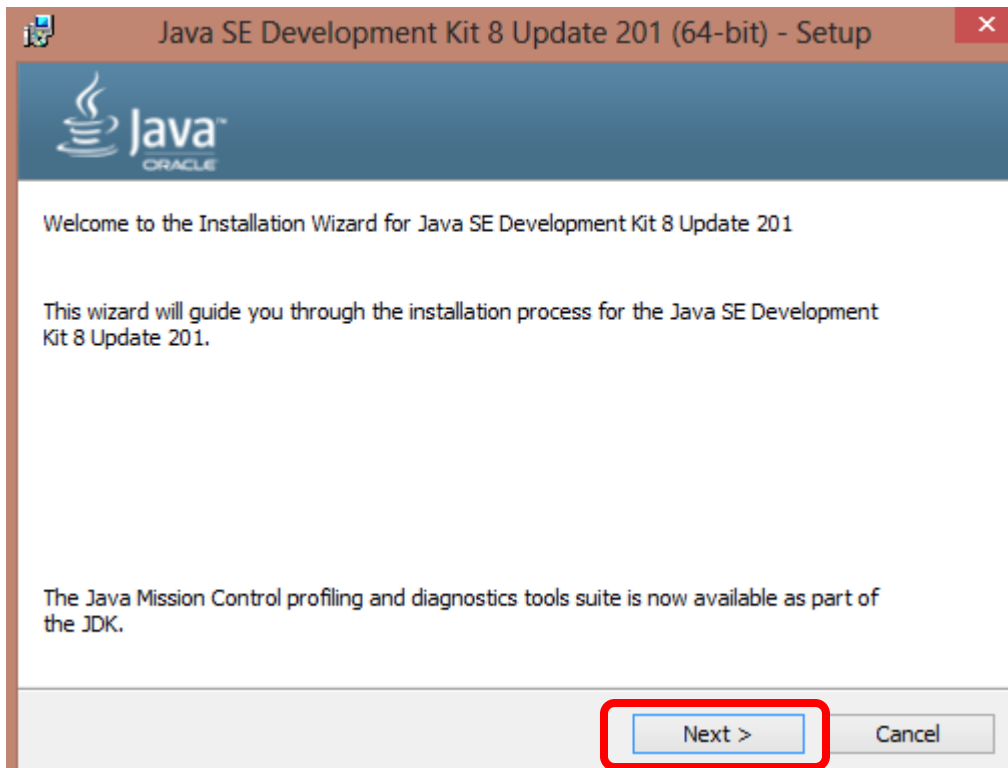 Java SE Development Kit 8 Update 201 (64-bit) - Setup
Java™
ORACLE
Welcome to the Installation Wizard for Java SE Development Kit 8 Update 201
This wizard will guide you through the installation process for the Java SE Development
Kit 8 Update 201.
The Java Mission Control profiling and diagnostics tools suite is now available as part of
the JDK.
Next > Cancel